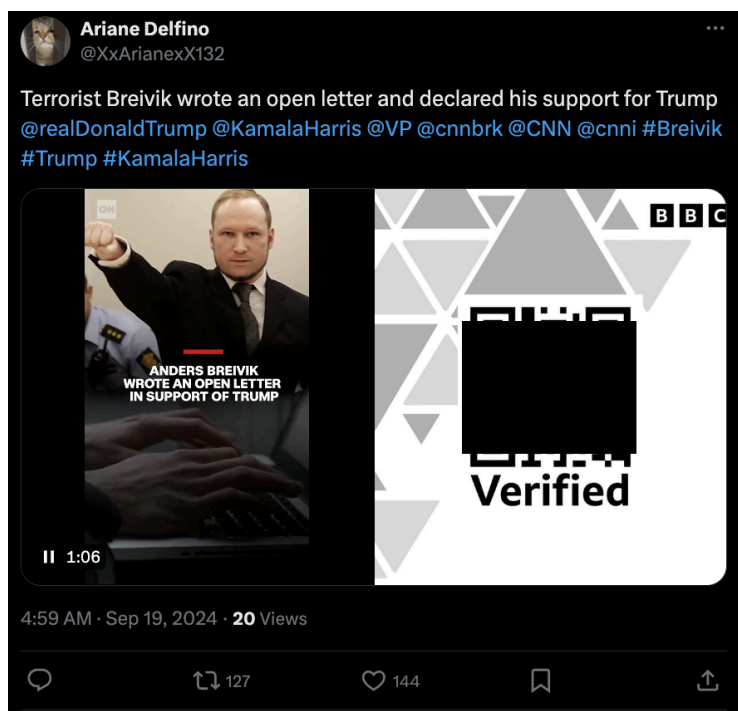 Ariane Delfino
@XxArianexX132
Terrorist Breivik wrote an open letter and declared his support for Trump
@realDonaldTrump @KamalaHarris @VP @cnnbrk @CNN @cnni #Breivik
#Trump #KamalaHarris
CNN
ANDERS BREIVIK
WROTE AN OPEN LETTER
IN SUPPORT OF TRUMP
1:06
BBC
Verified
4:59 AM · Sep 19, 2024 · 20 Views
127
144